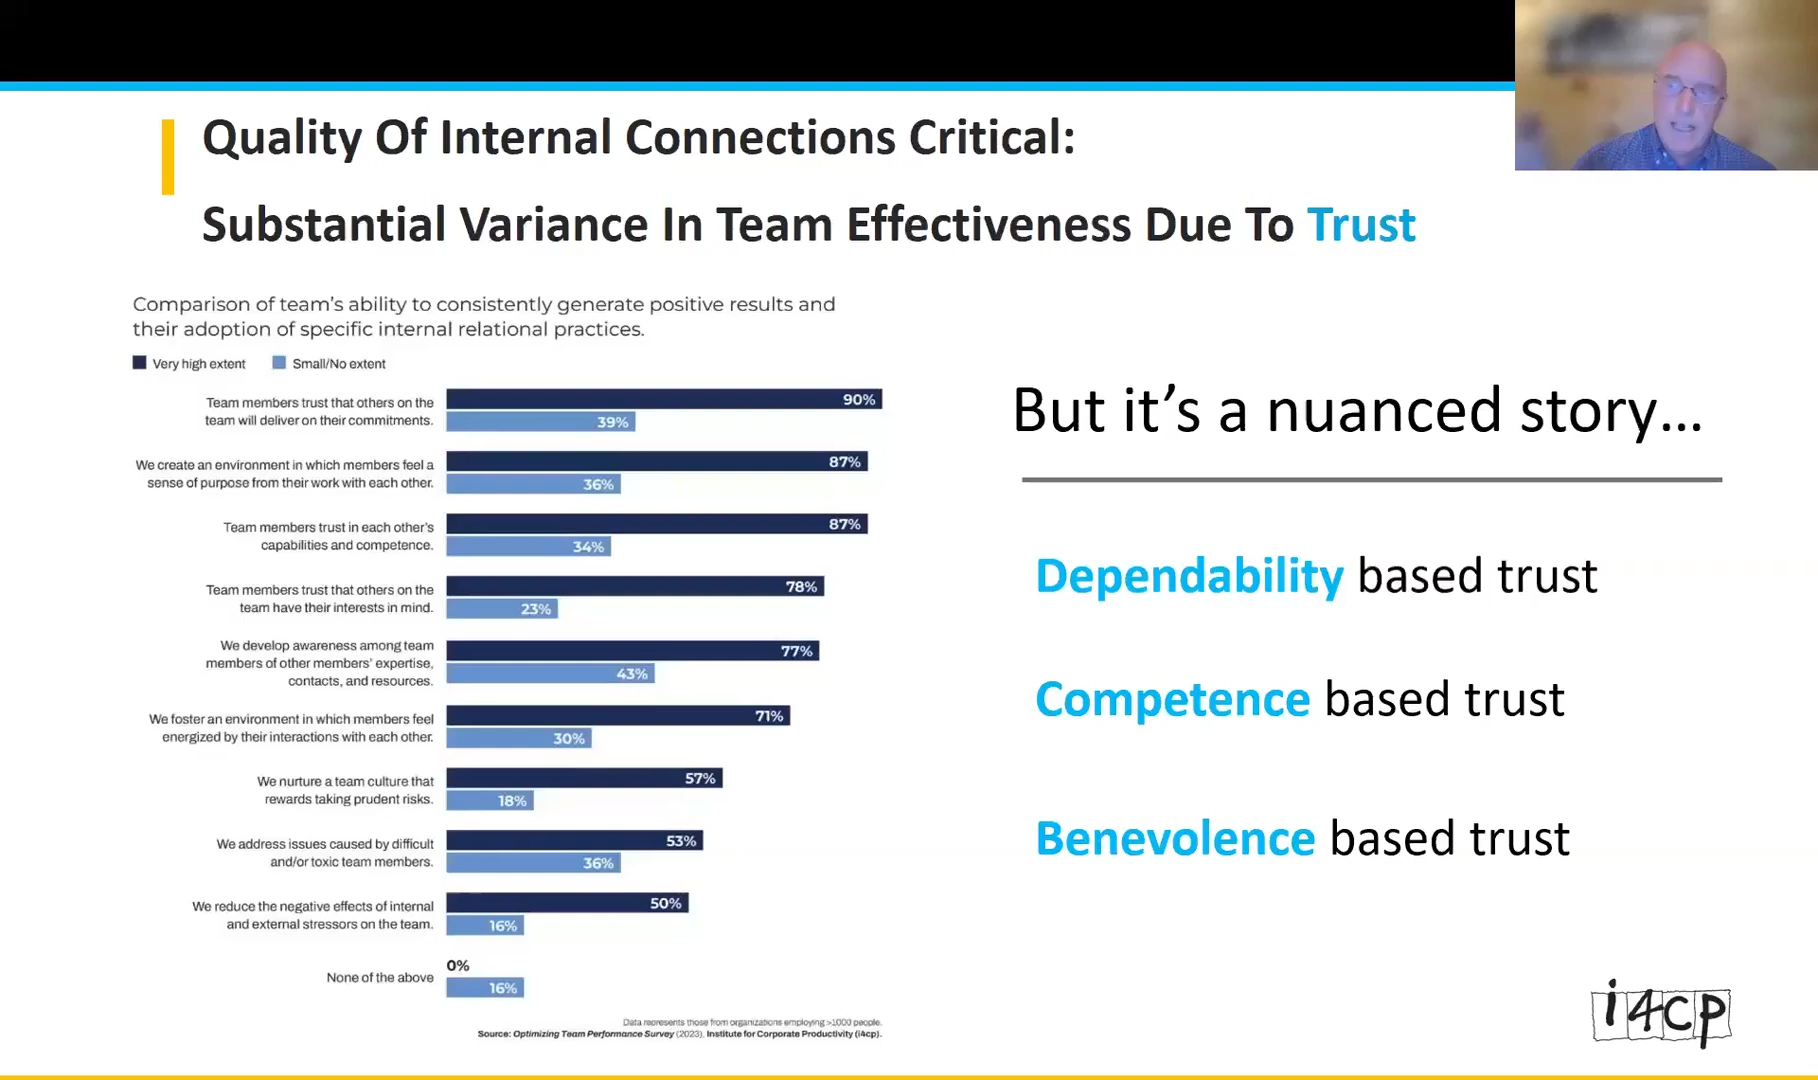 Quality Of Internal Connections Critical:
Substantial Variance In Team Effectiveness Due To Trust
Comparison of team's ability to consistently generate positive results and
their adoption of specific internal relational practices.
Very high extent
Small/No extent
Team members trust that others on the
team will deliver on their commitments.
90%
39%
We create an environment in which members feel a
sense of purpose from their work with each other.
87%
36%
Team members trust in each other's
capabilities and competence.
87%
34%
Team members trust that others on the
team have their interests in mind.
78%
23%
We develop awareness among team
members of other members' expertise,
contacts, and resources.
77%
43%
We foster an environment in which members feel
energized by their interactions with each other.
71%
30%
We nurture a team culture that
rewards taking prudent risks.
57%
18%
We address issues caused by difficult
and/or toxic team members.
53%
36%
We reduce the negative effects of internal
and external stressors on the team.
50%
16%
None of the above
0%
16%
Data represents those from organizations employing >1000 people.
Source: Optimizing Team Performance Survey (2023), Institute for Corporate Productivity (i4cp).
But it's a nuanced story...
Dependability based trust
Competence based trust
Benevolence based trust
i4cp